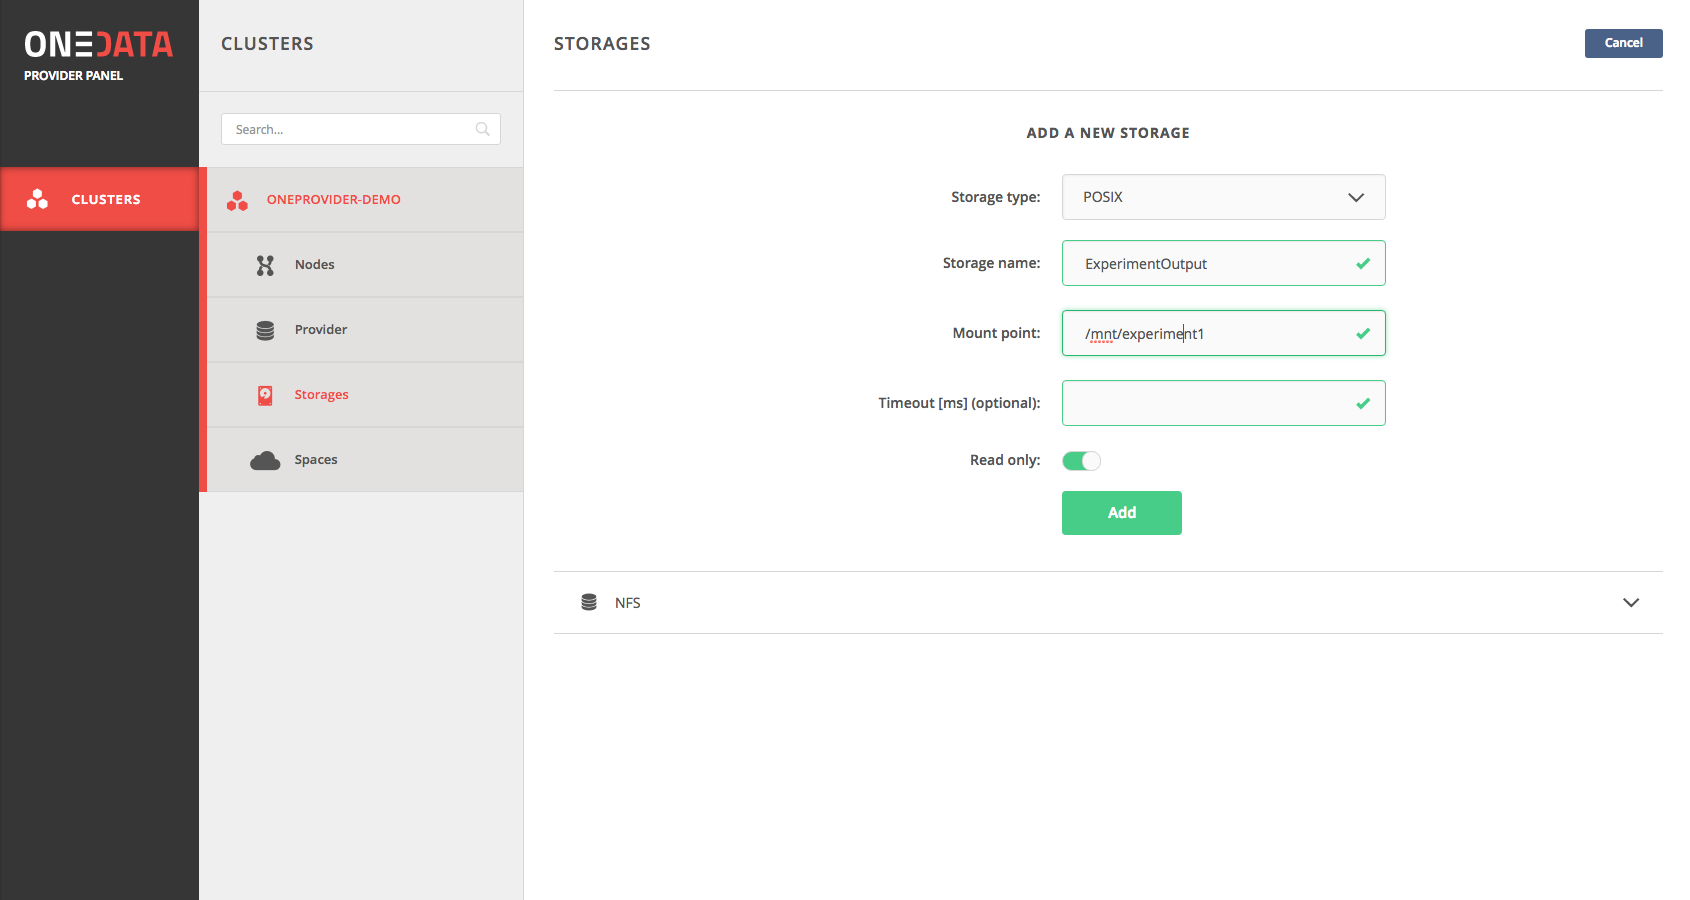 ONEDATA
PROVIDER PANEL
CLUSTERS
CLUSTERS
Search...
ONEPROVIDER-DEMO
Nodes
Provider
Storages
Spaces
STORAGES
Cancel
ADD A NEW STORAGE
Storage type: POSIX
Storage name: ExperimentOutput
Mount point: /mnt/experiment1
Timeout [ms] (optional):
Read only:
Add
NFS